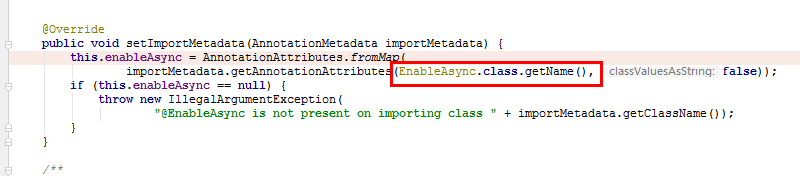 @Override
public void setImportMetadata(AnnotationMetadata importMetadata) {
this.enableAsync = AnnotationAttributes.fromMap(
importMetadata.getAnnotationAttributes(EnableAsync.class.getName(), classValuesAsString: false));
if (this.enableAsync == null) {
throw new IllegalArgumentException(
"@EnableAsync is not present on importing class " + importMetadata.getClassName());
}
}
/**